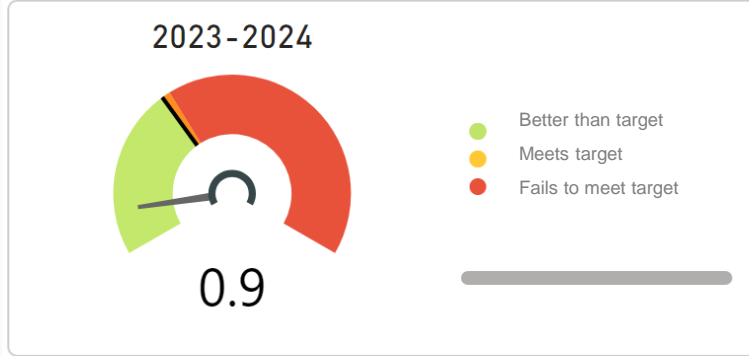 2023-2024
0.9
Better than target
Meets target
Fails to meet target